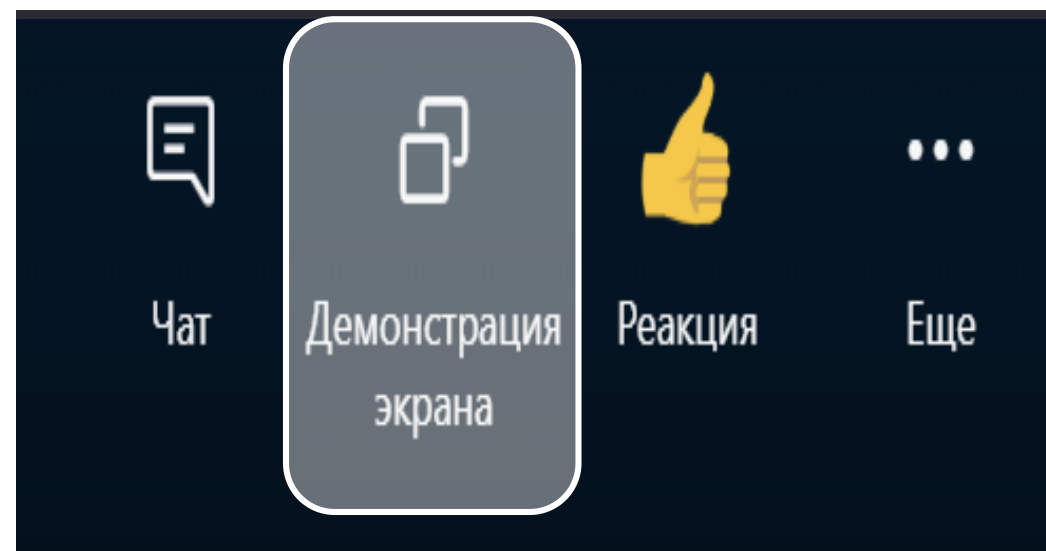 Чат
Демонстрация
экрана
Реакция
Еще